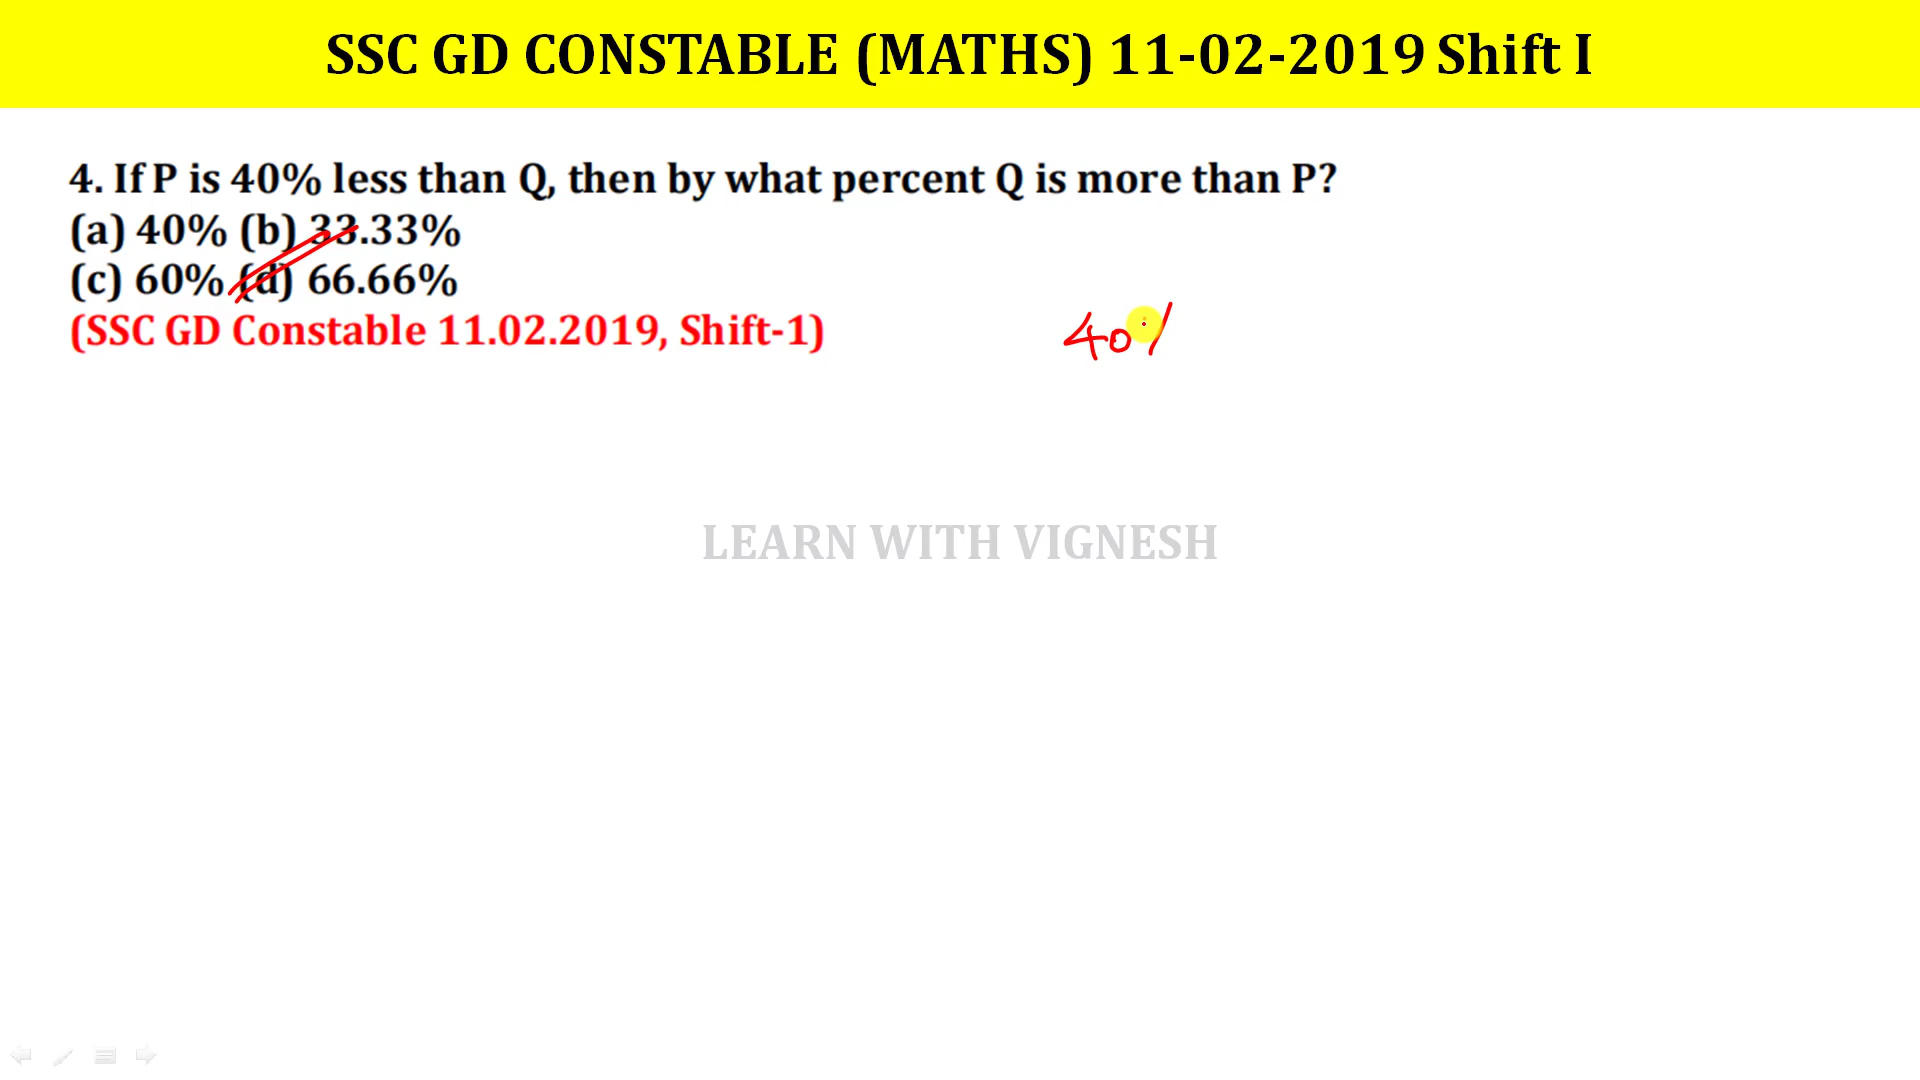 SSC GD CONSTABLE (MATHS) 11-02-2019 Shift I
4. If P is 40% less than Q, then by what percent Q is more than P?
(a) 40% (b) 33.33%
(c) 60% (d) 66.66%
(SSC GD Constable 11.02.2019, Shift-1)
40%
LEARN WITH VIGNESH